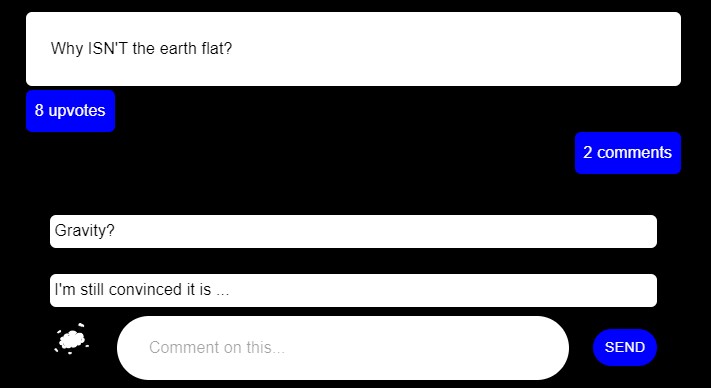 Why ISN'T the earth flat?
8 upvotes
2 comments
Gravity?
I'm still convinced it is ...
Comment on this...
SEND